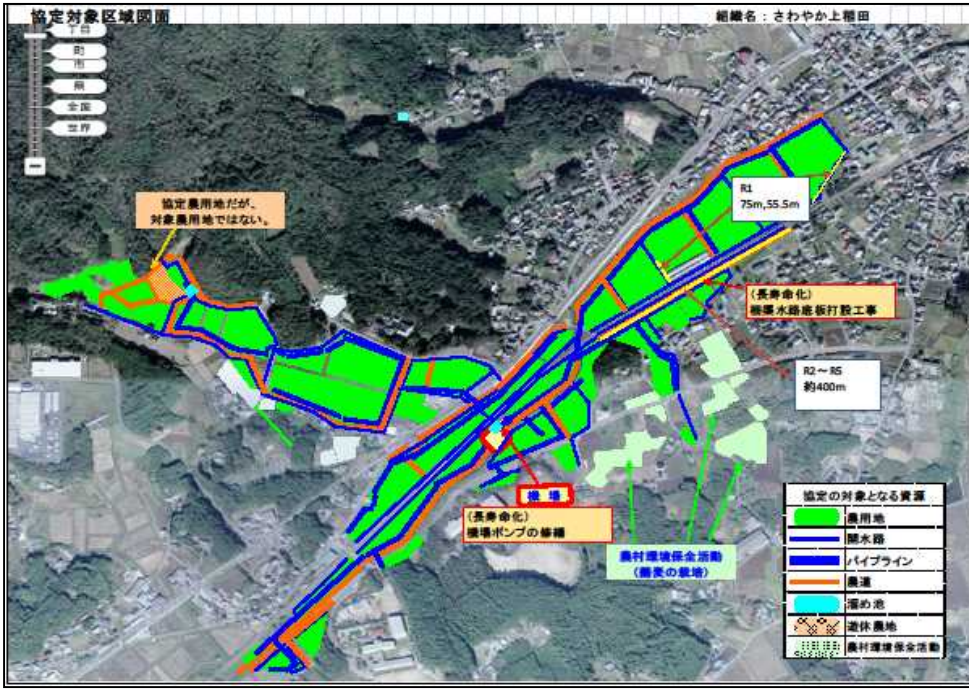 協定対象区域図面
組織名：さわやか上稲田
丁目
町
市
県
全国
世界
協定農用地だが、
対象農用地ではない。
R1
75m,55.5m
(長寿命化)
機場水路底板打設工事
R2～R5
約400m
機 場
(長寿命化)
機場ポンプの修繕
農村環境保全活動
(蕎麦の栽培)
協定の対象となる資源
農用地
開水路
パイプライン
農道
溜め池
遊休農地
農村環境保全活動